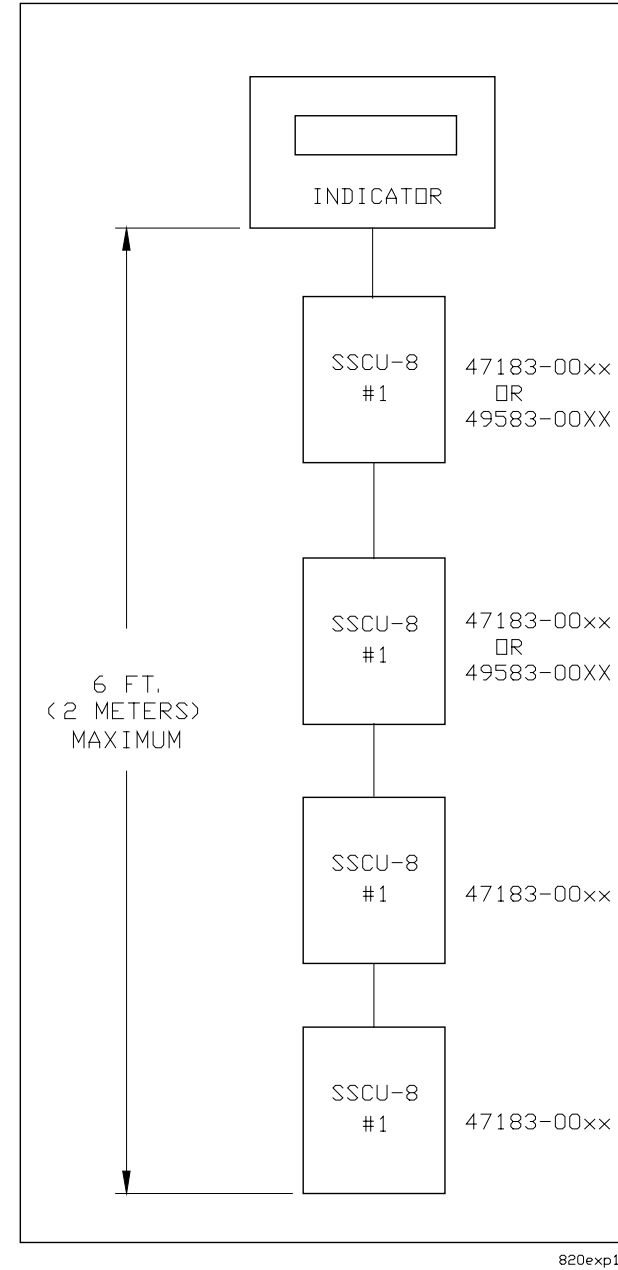 INDICATOR
SSCU-8
#1
47183-00xx
OR
49583-00XX
SSCU-8
#1
47183-00xx
OR
49583-00XX
6 FT.
(2 METERS)
MAXIMUM
SSCU-8
#1
47183-00xx
SSCU-8
#1
47183-00xx
820exp1